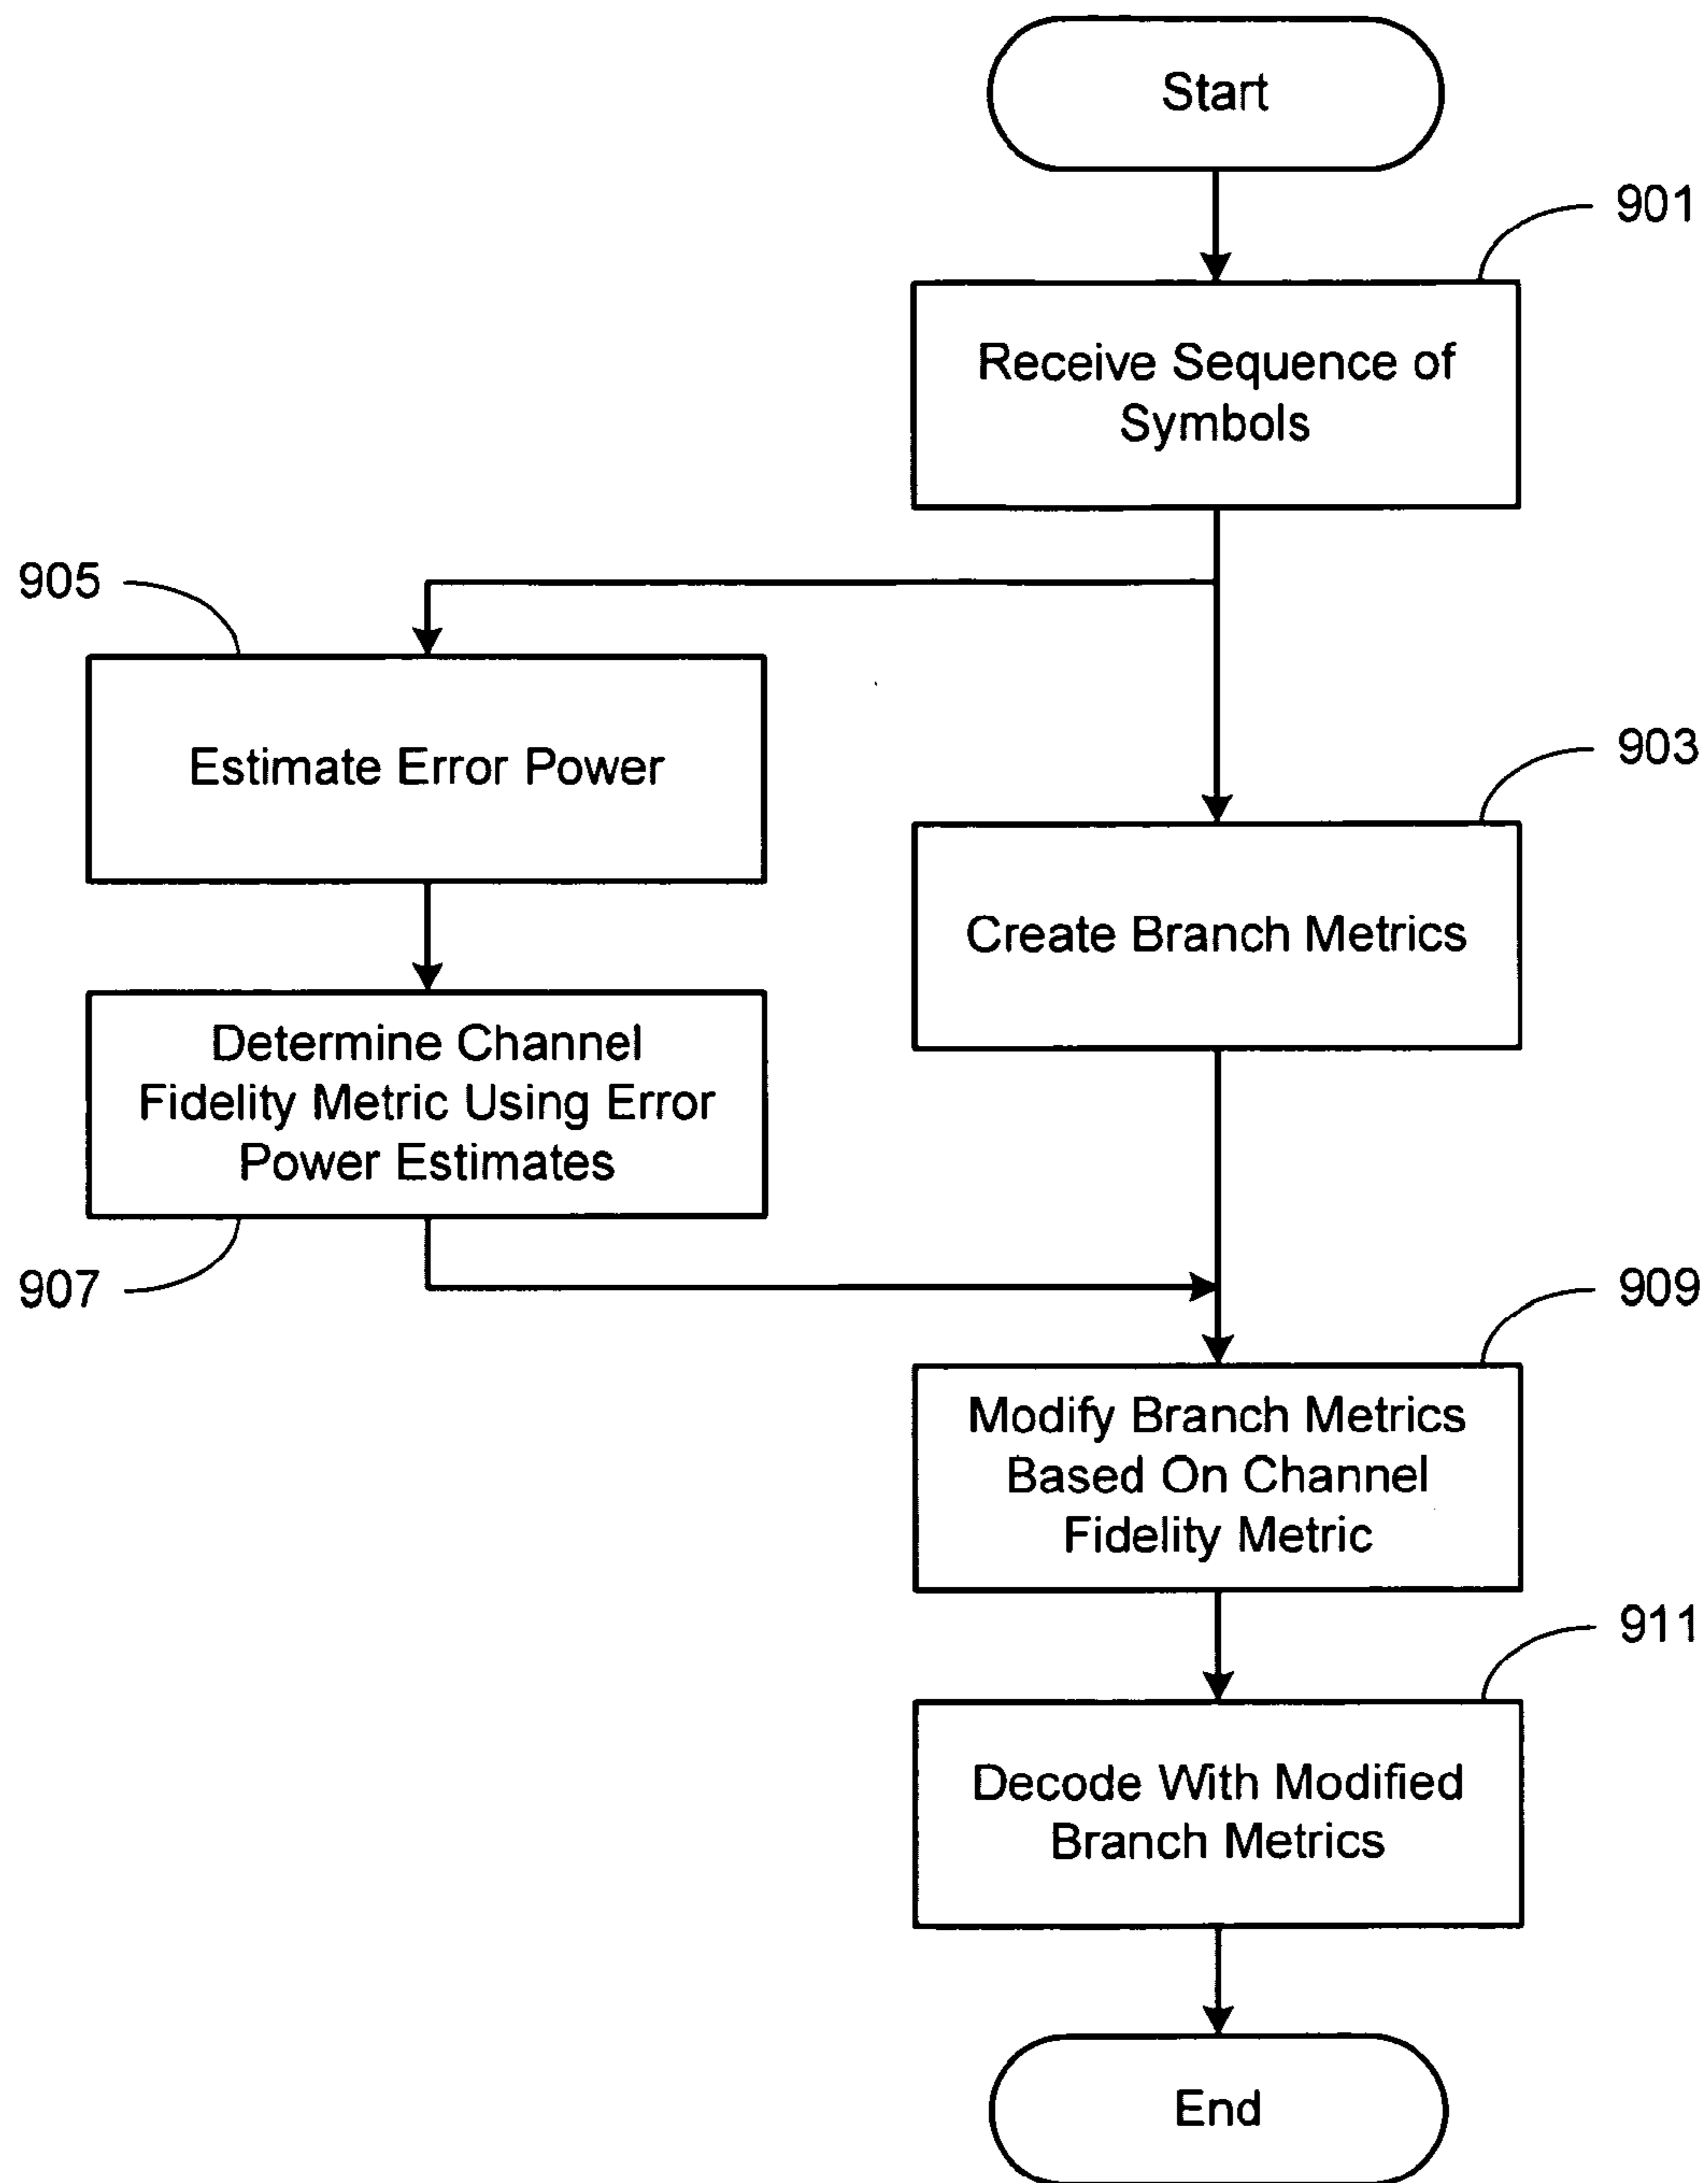 Start
901
Receive Sequence of
Symbols
905
Estimate Error Power
903
Create Branch Metrics
Determine Channel
Fidelity Metric Using Error
Power Estimates
907
909
Modify Branch Metrics
Based On Channel
Fidelity Metric
911
Decode With Modified
Branch Metrics
End